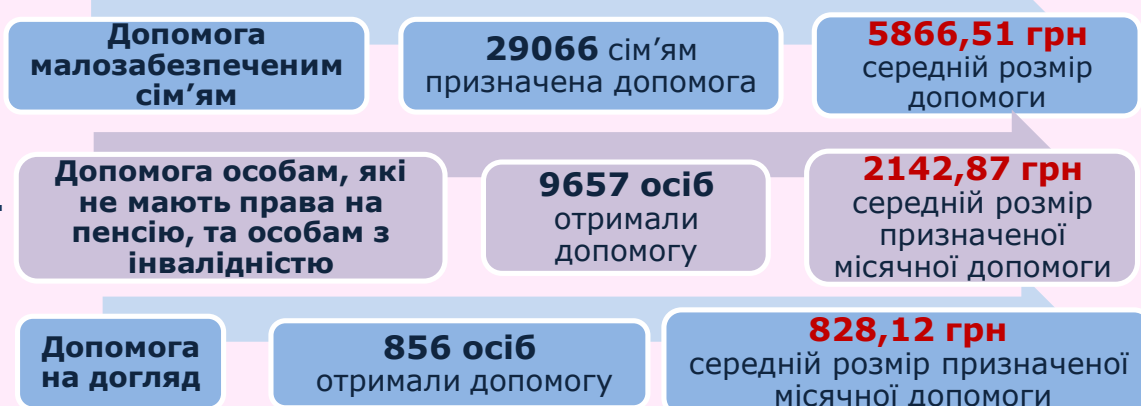 Допомога
малозабезпеченим
сім’ям
29066 сім’ям
призначена допомога
5866,51 грн
середній розмір
допомоги
Допомога особам, які
не мають права на
пенсію, та особам з
інвалідністю
9657 осіб
отримали
допомогу
2142,87 грн
середній розмір
призначеної
місячної допомоги
Допомога
на догляд
856 осіб
отримали допомогу
828,12 грн
середній розмір призначеної
місячної допомоги